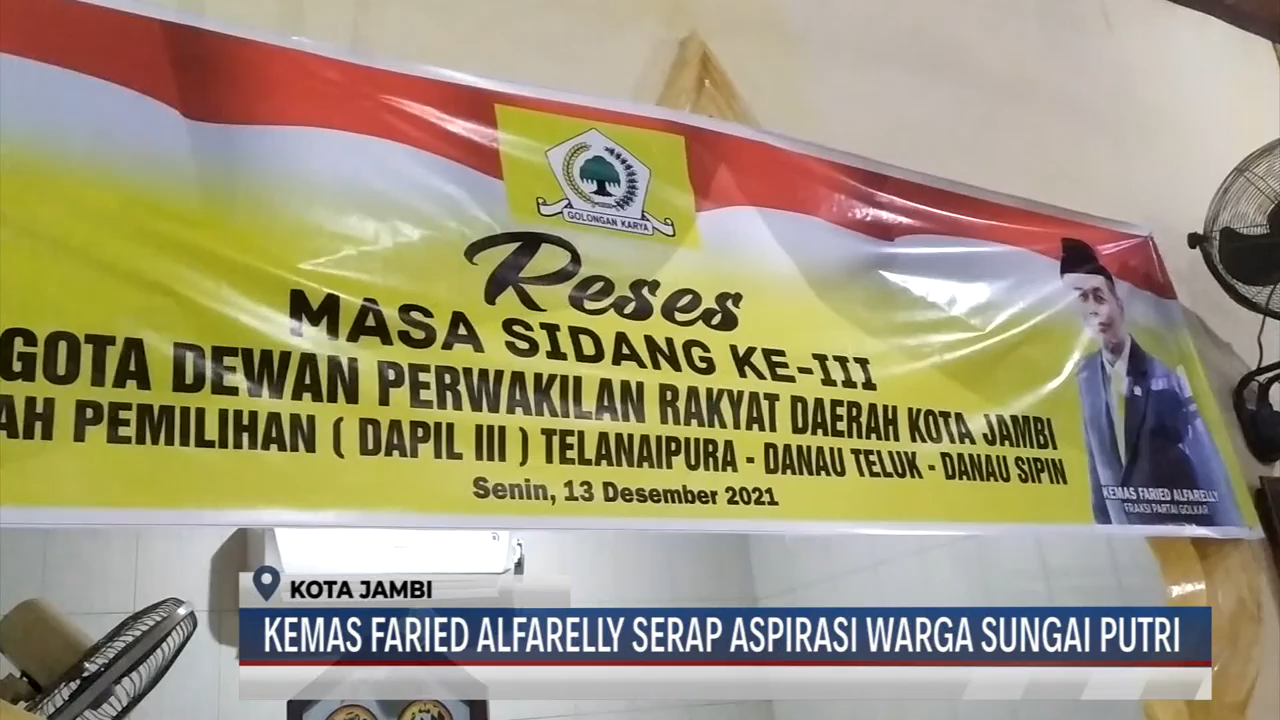 GOLONGAN KARYA
Reses
MASA SIDANG KE-III
GOTA DEWAN PERWAKILAN RAKYAT DAERAH KOTA JAMBI
AH PEMILIHAN ( DAPIL III ) TELANAIPURA - DANAU TELUK - DANAU SIPIN
Senin, 13 Desember 2021
KEMAS FARIED ALFARELLY
FRAKSI PARTAI GOLKAR
KOTA JAMBI
KEMAS FARIED ALFARELLY SERAP ASPIRASI WARGA SUNGAI PUTRI